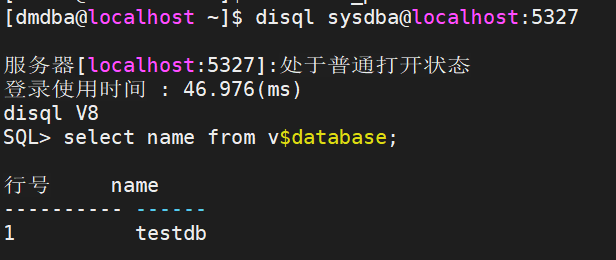 [dmdba@localhost ~]$ disql sysdba@localhost:5327
服务器[localhost:5327]:处于普通打开状态
登录使用时间 : 46.976(ms)
disql V8
SQL> select name from v$database;
行号 name
---------- ------
1 testdb